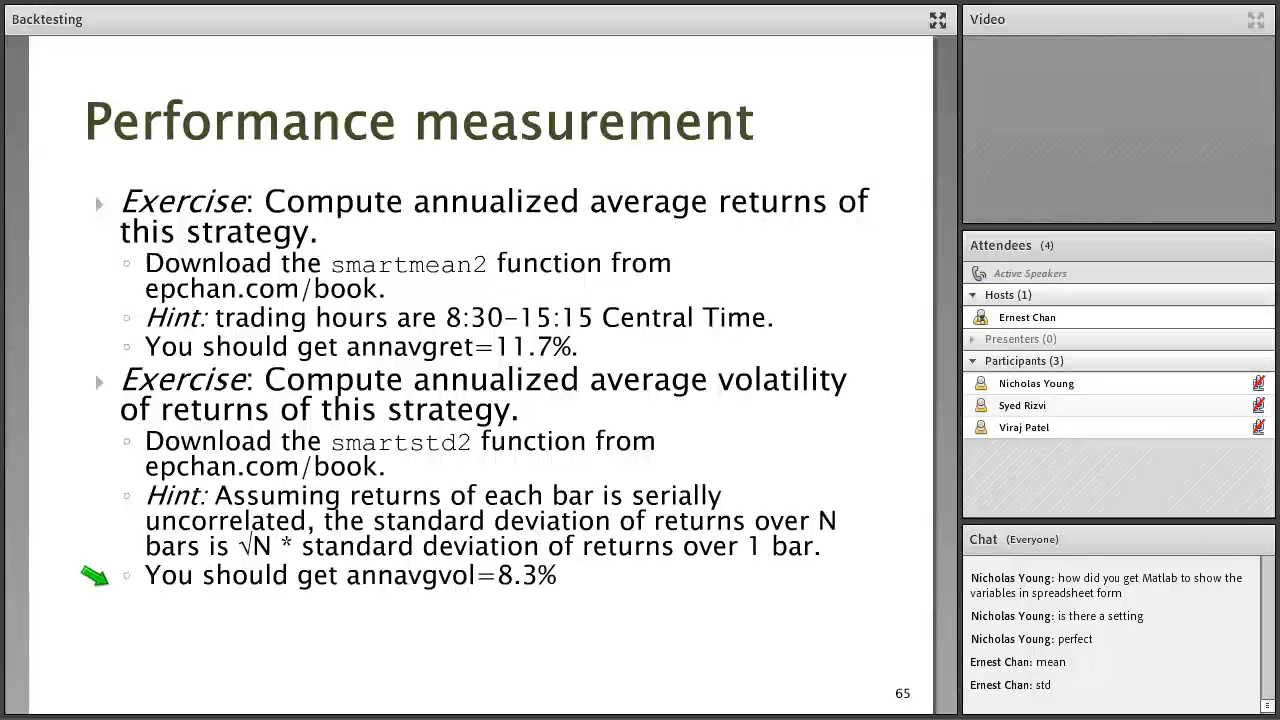 Backtesting
Performance measurement
Exercise: Compute annualized average returns of
this strategy.
Download the smartmean2 function from
epchan.com/book.
Hint: trading hours are 8:30-15:15 Central Time.
You should get annavgret=11.7%.
Exercise: Compute annualized average volatility
of returns of this strategy.
Download the smartstd2 function from
epchan.com/book.
Hint: Assuming returns of each bar is serially
uncorrelated, the standard deviation of returns over N
bars is √N * standard deviation of returns over 1 bar.
You should get annavgvol=8.3%
65
Video
Attendees (4)
Active Speakers
Hosts (1)
Ernest Chan
Presenters (0)
Participants (3)
Nicholas Young
Syed Rizvi
Viraj Patel
Chat (Everyone)
Nicholas Young: how did you get Matlab to show the
variables in spreadsheet form
Nicholas Young: is there a setting
Nicholas Young: perfect
Ernest Chan: mean
Ernest Chan: std